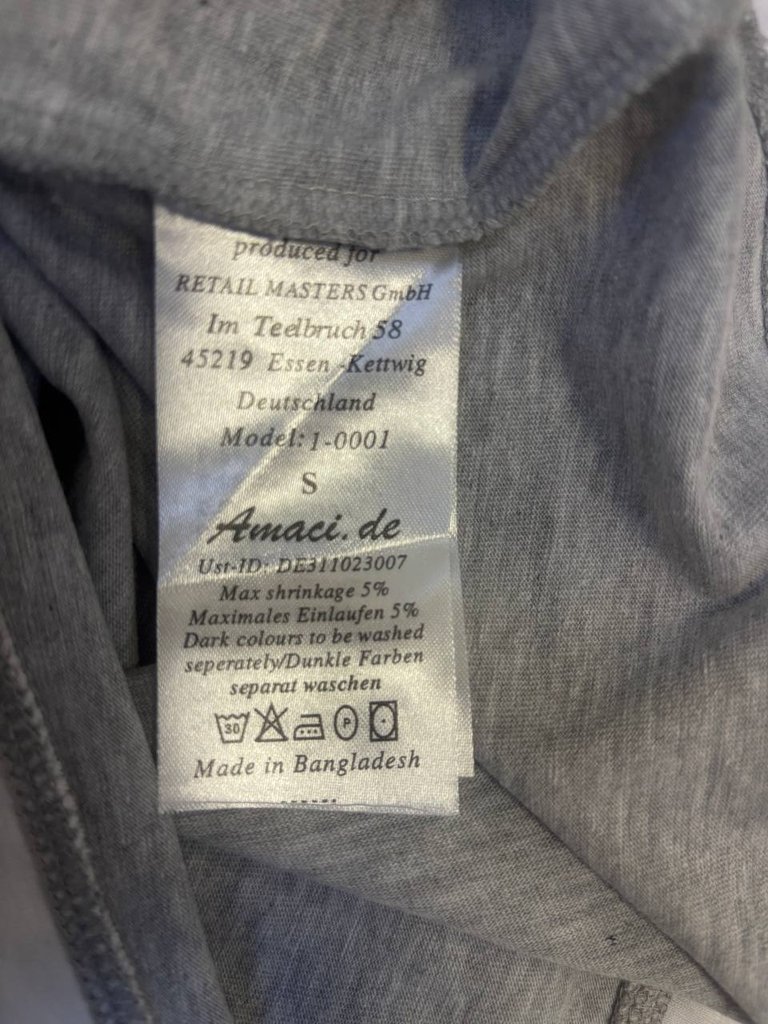 produced for
RETAIL MASTERS GmbH
Im Teelbruch 58
45219 Essen -Kettwig
Deutschland
Model: 1-0001
S
Amaci.de
Ust-ID: DE311023007
Max shrinkage 5%
Maximales Einlaufen 5%
Dark colours to be washed
seperately/Dunkle Farben
separat waschen
30 P
Made in Bangladesh